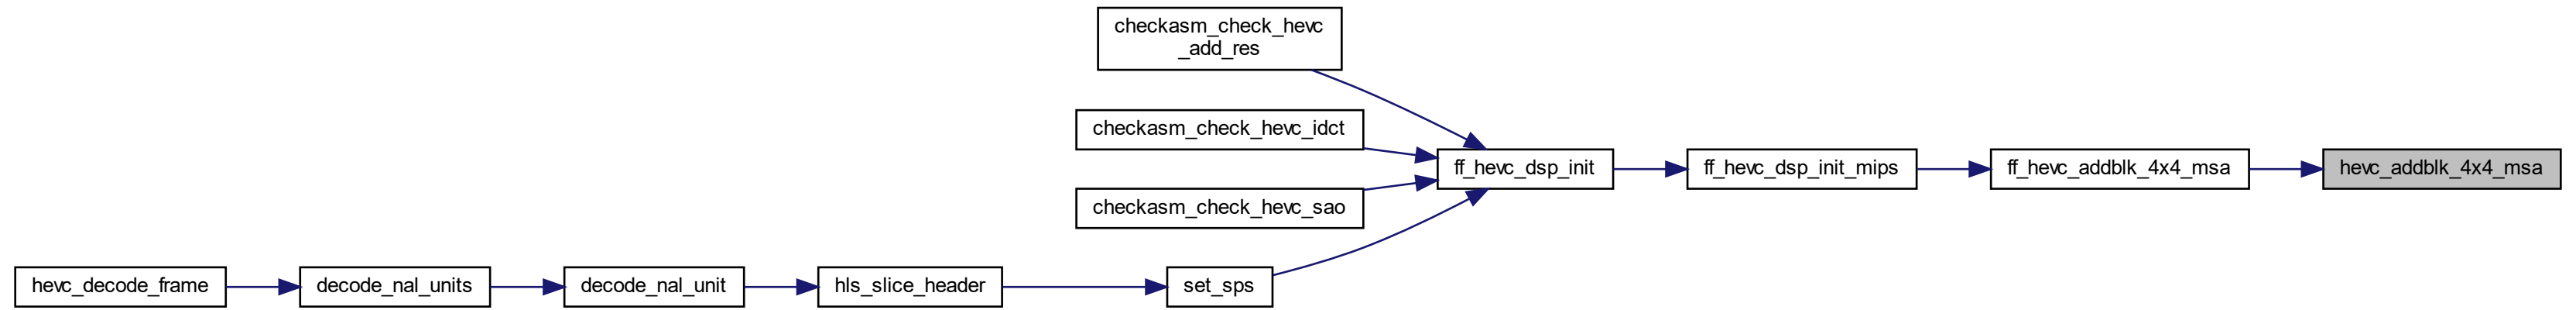 checkasm_check_hevc
_add_res
checkasm_check_hevc_idct
ff_hevc_dsp_init
ff_hevc_dsp_init_mips
ff_hevc_addblk_4x4_msa
hevc_addblk_4x4_msa
checkasm_check_hevc_sao
hevc_decode_frame
decode_nal_units
decode_nal_unit
hls_slice_header
set_sps